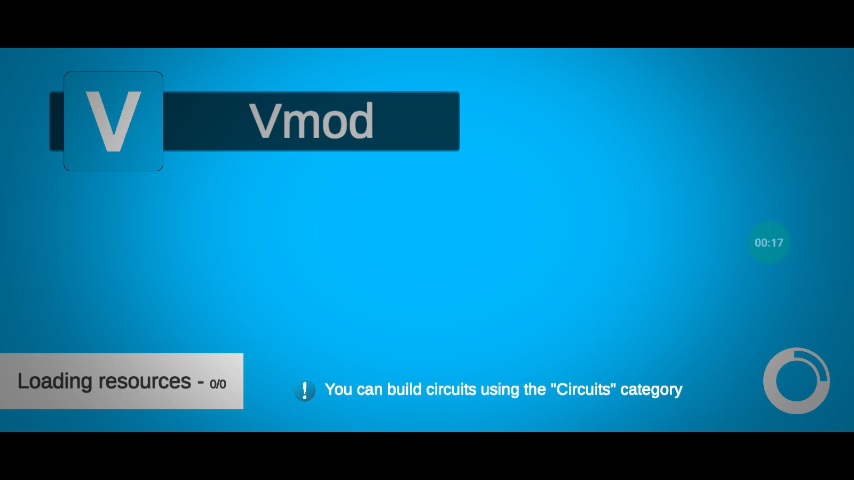 V
Vmod
00:17
Loading resources - 0/0
! You can build circuits using the "Circuits" category